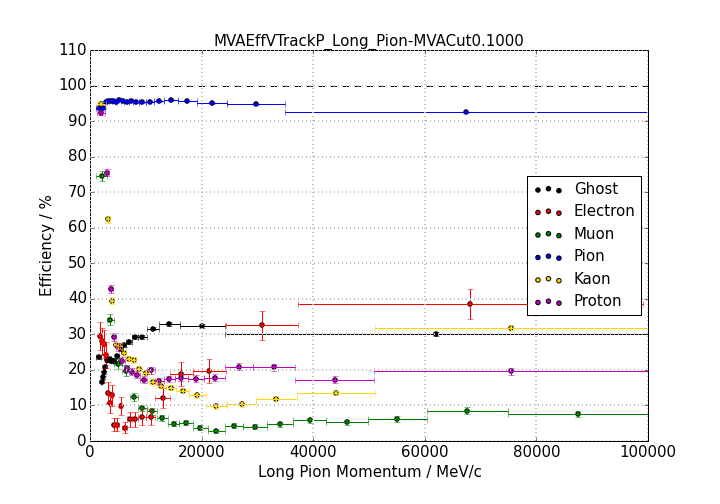 MVAEffVTrackP_Long_Pion-MVACut0.1000
110
100
90
80
70
60
50
40
30
20
10
0
Efficiency / %
Ghost
Electron
Muon
Pion
Kaon
Proton
0 20000 40000 60000 80000 100000
Long Pion Momentum / MeV/c